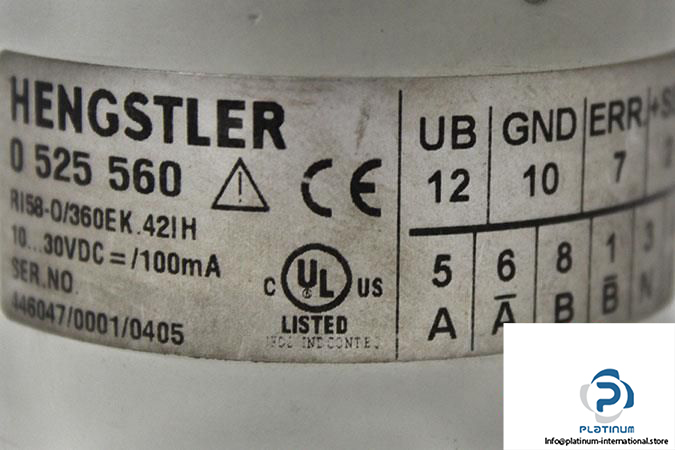 HENGSTLER
0 525 560
RI58-O/360EK.42IH
10...30VDC=/100mA
SER.NO.
446047/0001/0405
CE
C UL US
LISTED
UB GND ERR.
12 10 7
5 6 8 1 3
A A̅ B B̅ N
PLATINUM
Info@platinum-international.store